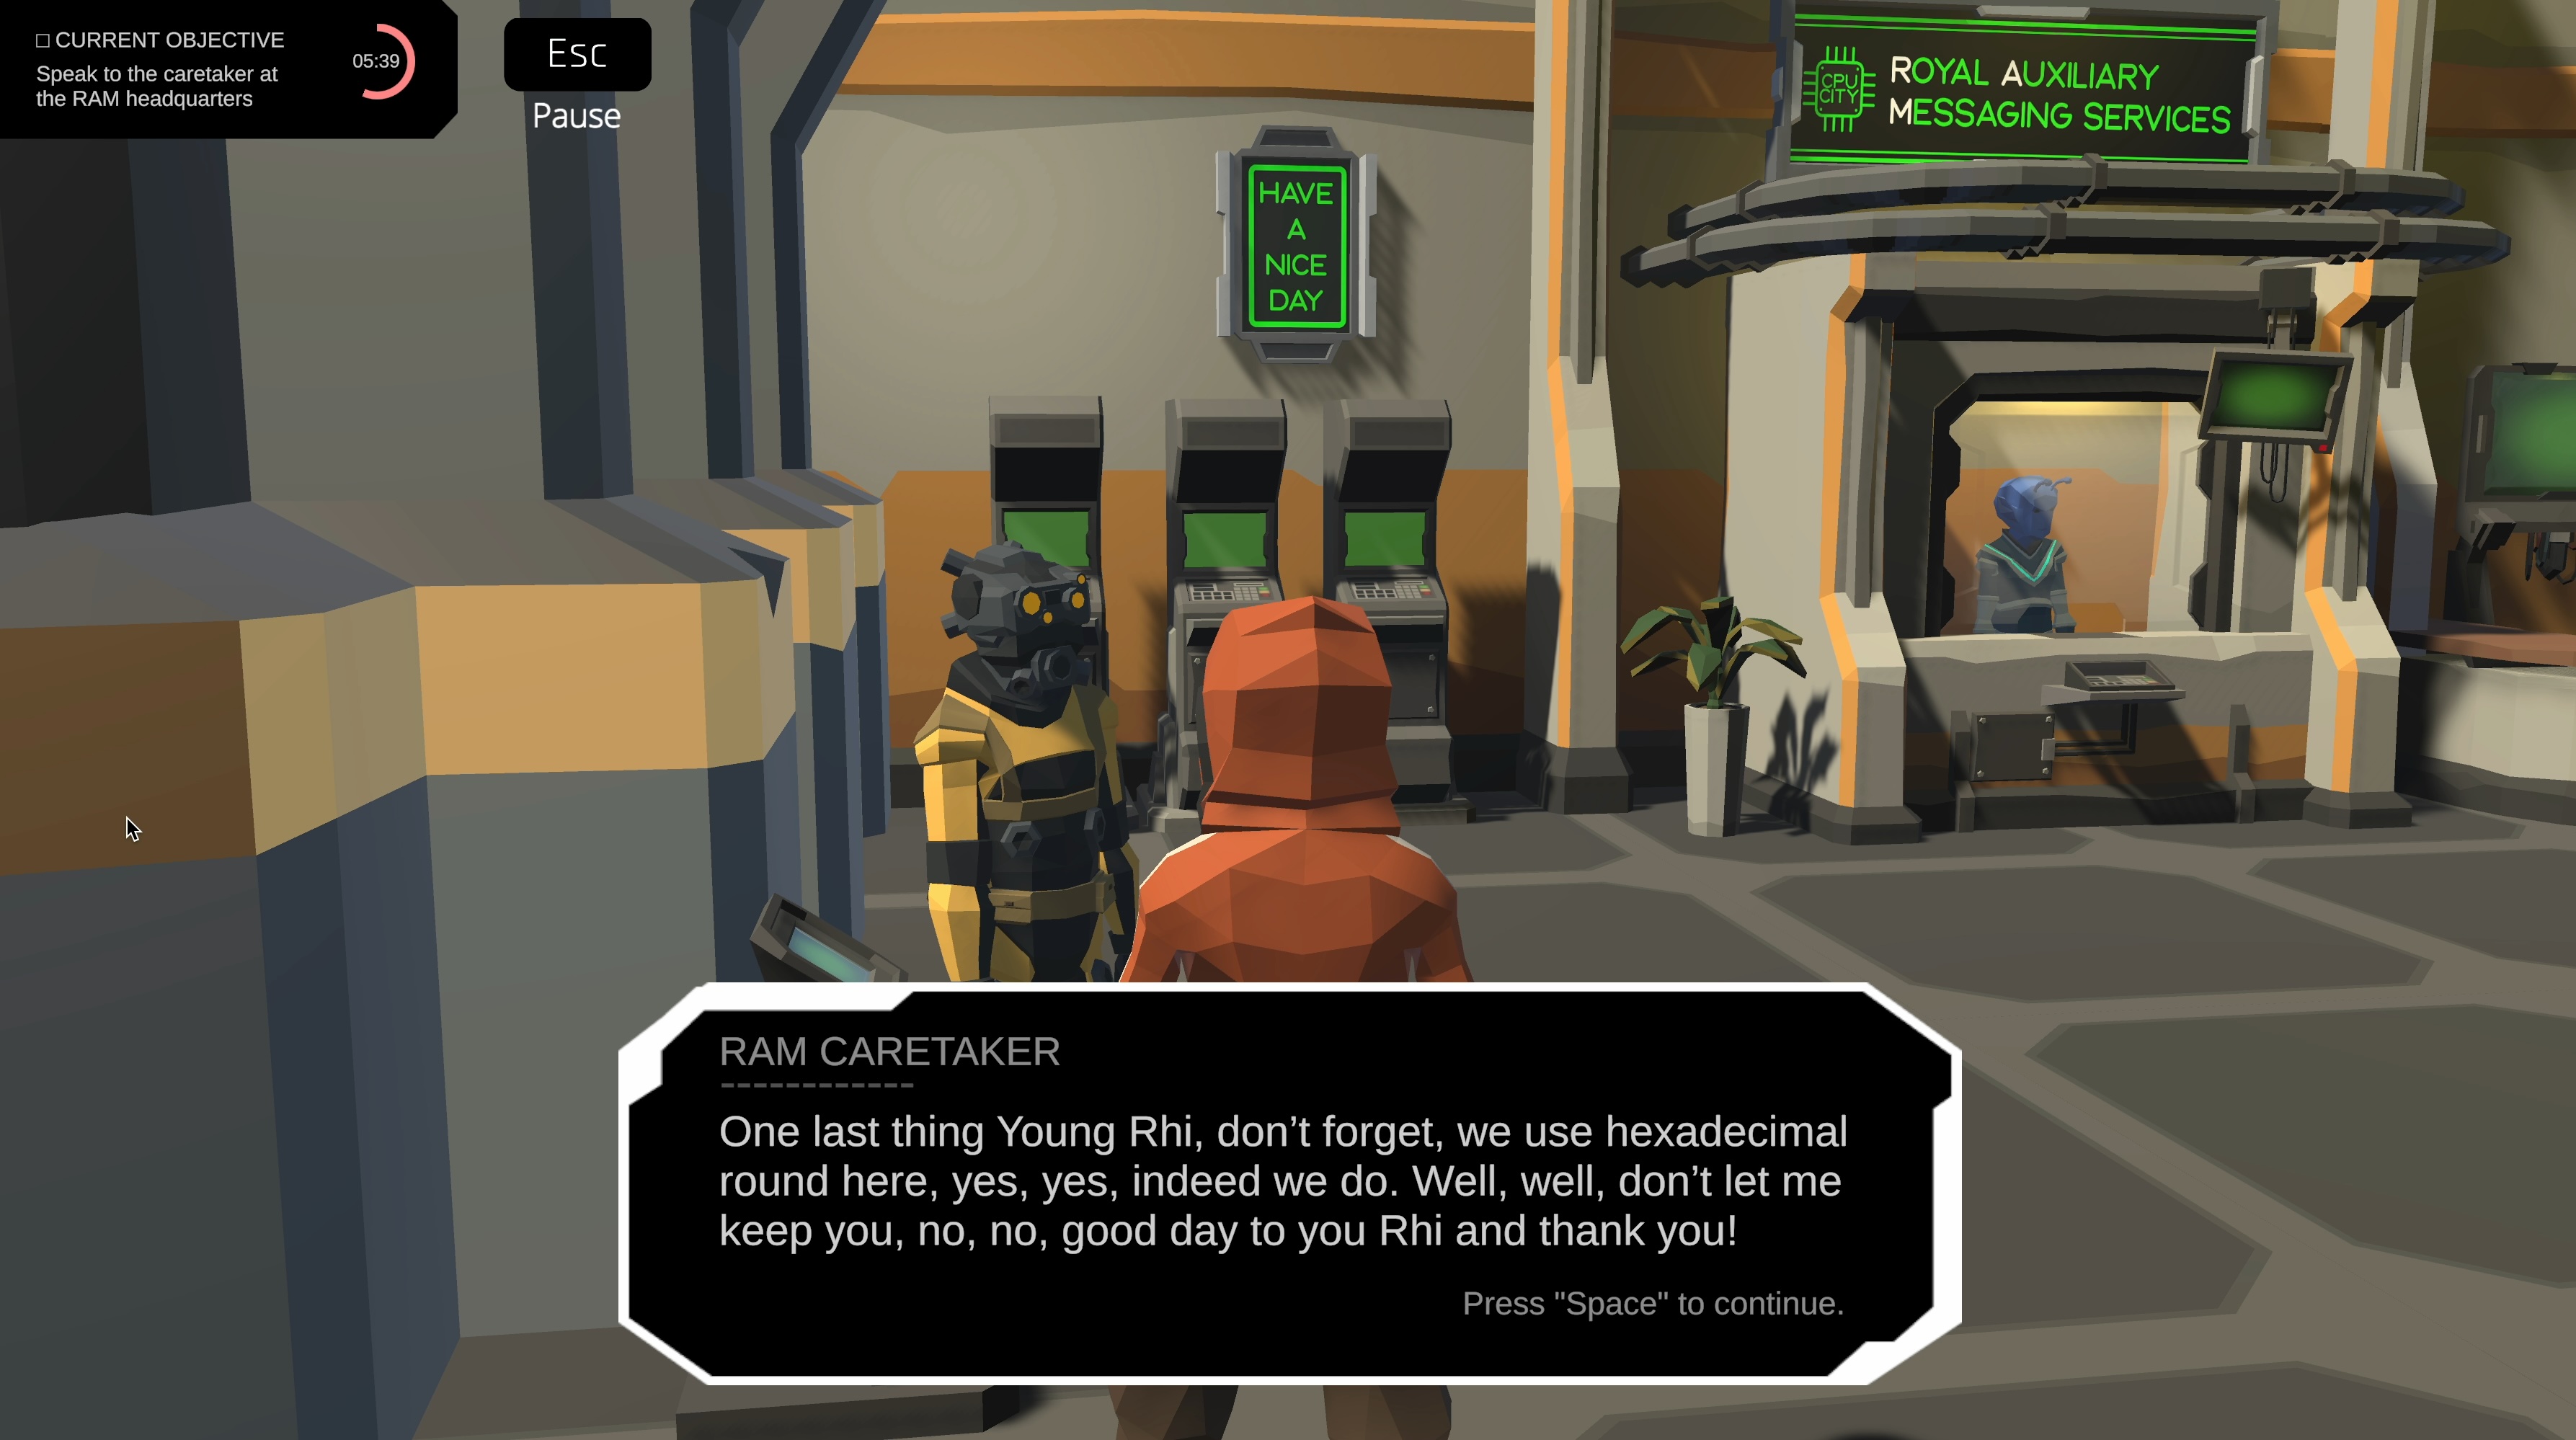 □ CURRENT OBJECTIVE
Speak to the caretaker at
the RAM headquarters
05:39
Esc
Pause
CPU
CITY
ROYAL AUXILIARY
MESSAGING SERVICES
HAVE
A
NICE
DAY
RAM CARETAKER
------------
One last thing Young Rhi, don’t forget, we use hexadecimal
round here, yes, yes, indeed we do. Well, well, don’t let me
keep you, no, no, good day to you Rhi and thank you!
Press "Space" to continue.